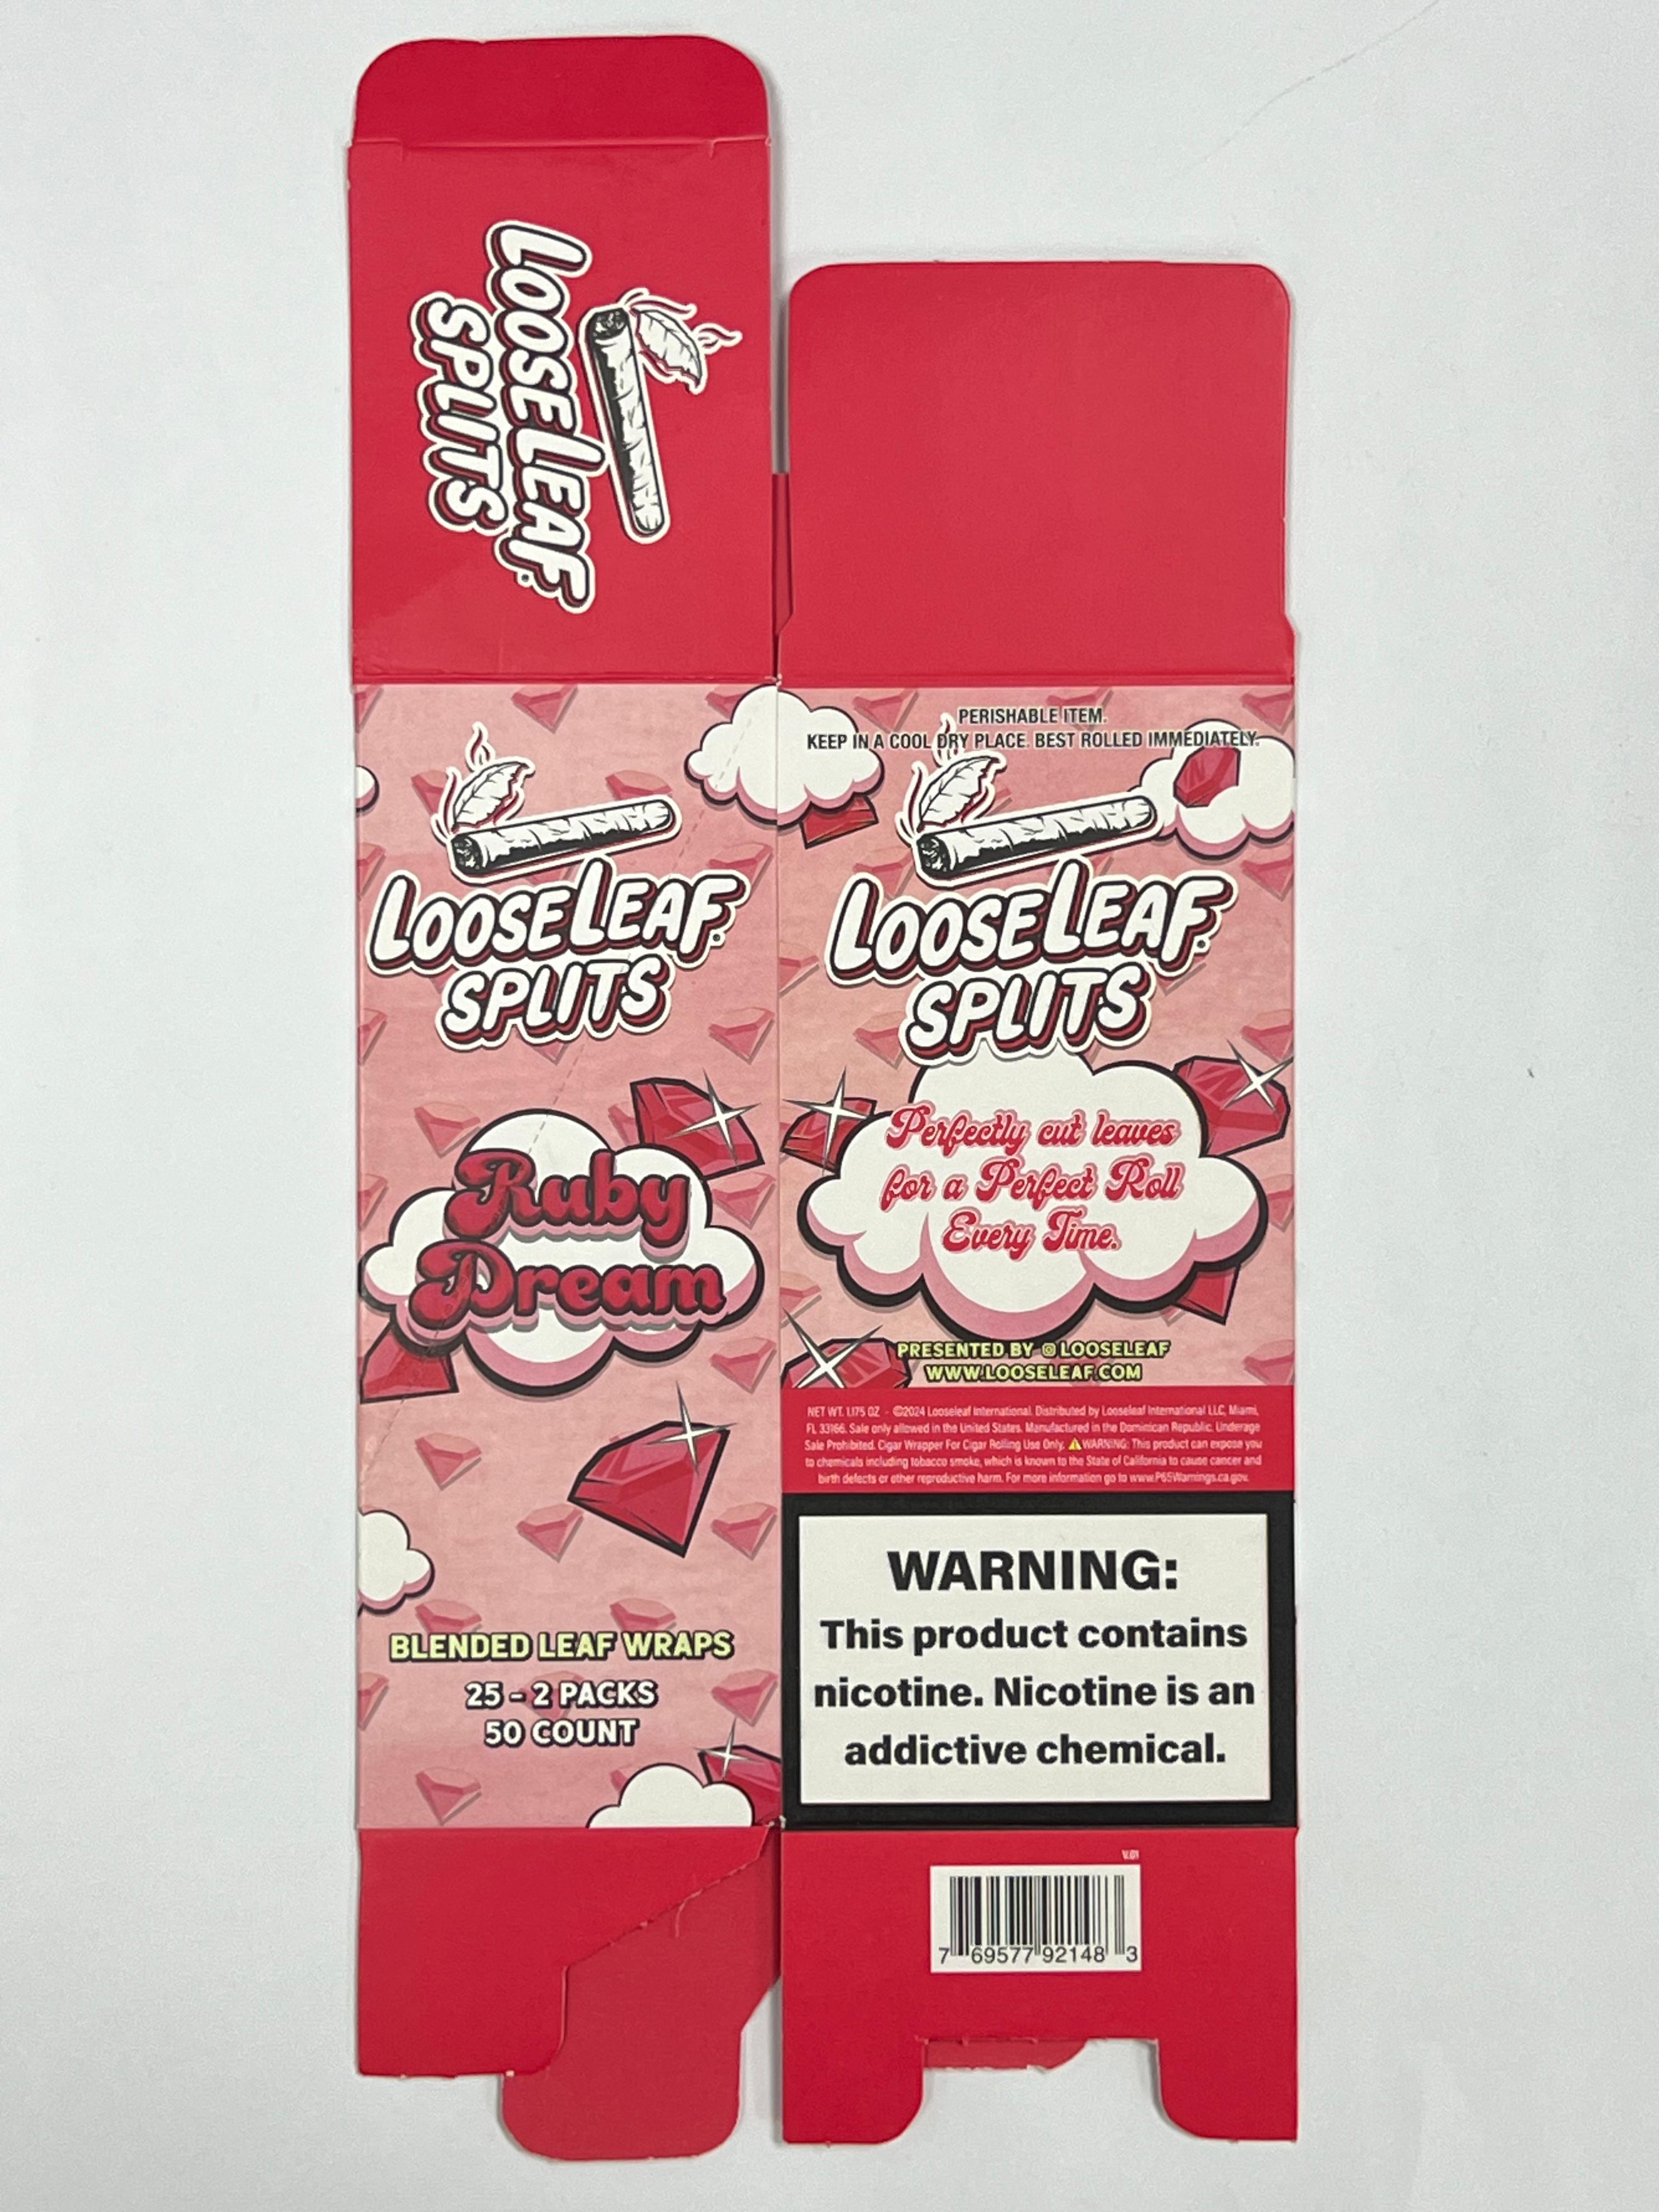 LOOSELEAF®
SPLITS
LOOSELEAF®
SPLITS
Ruby
Dream
BLENDED LEAF WRAPS
25 - 2 PACKS
50 COUNT
PERISHABLE ITEM.
KEEP IN A COOL DRY PLACE. BEST ROLLED IMMEDIATELY.
LOOSELEAF®
SPLITS
Perfectly cut leaves
for a Perfect Roll
Every Time.
PRESENTED BY LOOSELEAF
WWW.LOOSELEAF.COM
NET WT. 1.175 OZ - ©2024 Looseleaf International. Distributed by Looseleaf International LLC, Miami,
FL 33166. Sale only allowed in the United States. Manufactured in the Dominican Republic. Underage
Sale Prohibited. Cigar Wrapper For Cigar Rolling Use Only. ⚠WARNING: This product can expose you
to chemicals including tobacco smoke, which is known to the State of California to cause cancer and
birth defects or other reproductive harm. For more information go to www.P65Warnings.ca.gov.
WARNING:
This product contains
nicotine. Nicotine is an
addictive chemical.
V.01
7 69577 92148 3